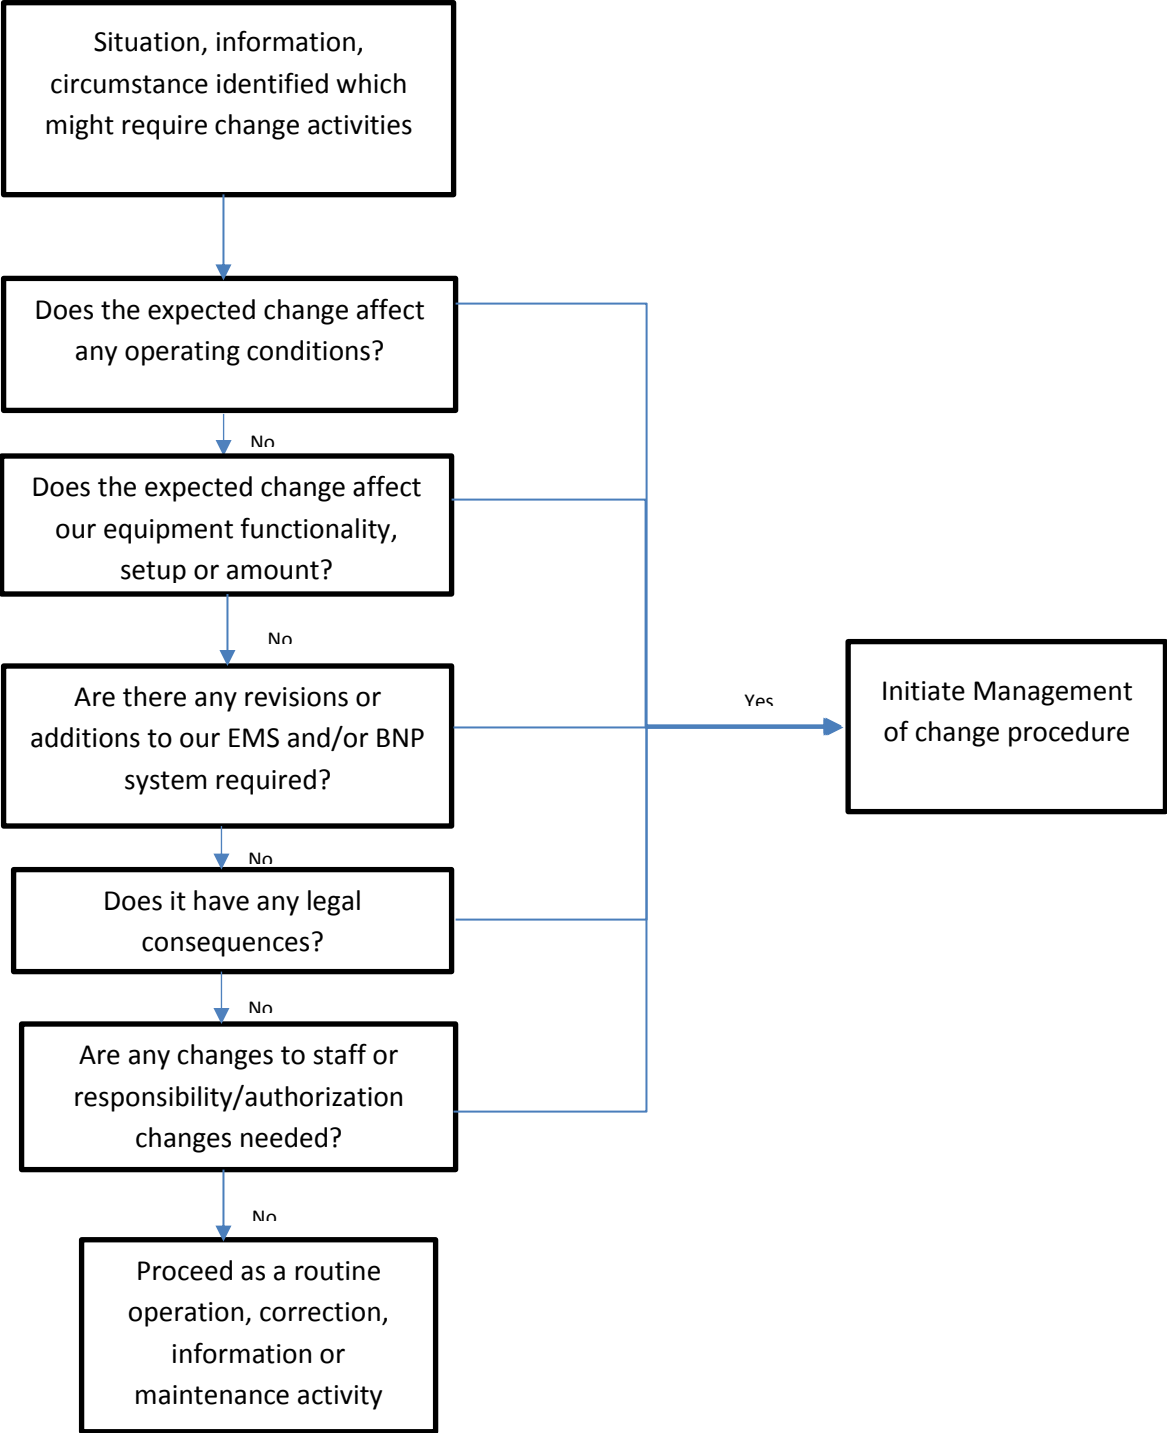 Situation, information,
circumstance identified which
might require change activities
Does the expected change affect
any operating conditions?
No
Does the expected change affect
our equipment functionality,
setup or amount?
No
Are there any revisions or
additions to our EMS and/or BNP
system required?
Yes
Initiate Management
of change procedure
No
Does it have any legal
consequences?
No
Are any changes to staff or
responsibility/authorization
changes needed?
No
Proceed as a routine
operation, correction,
information or
maintenance activity